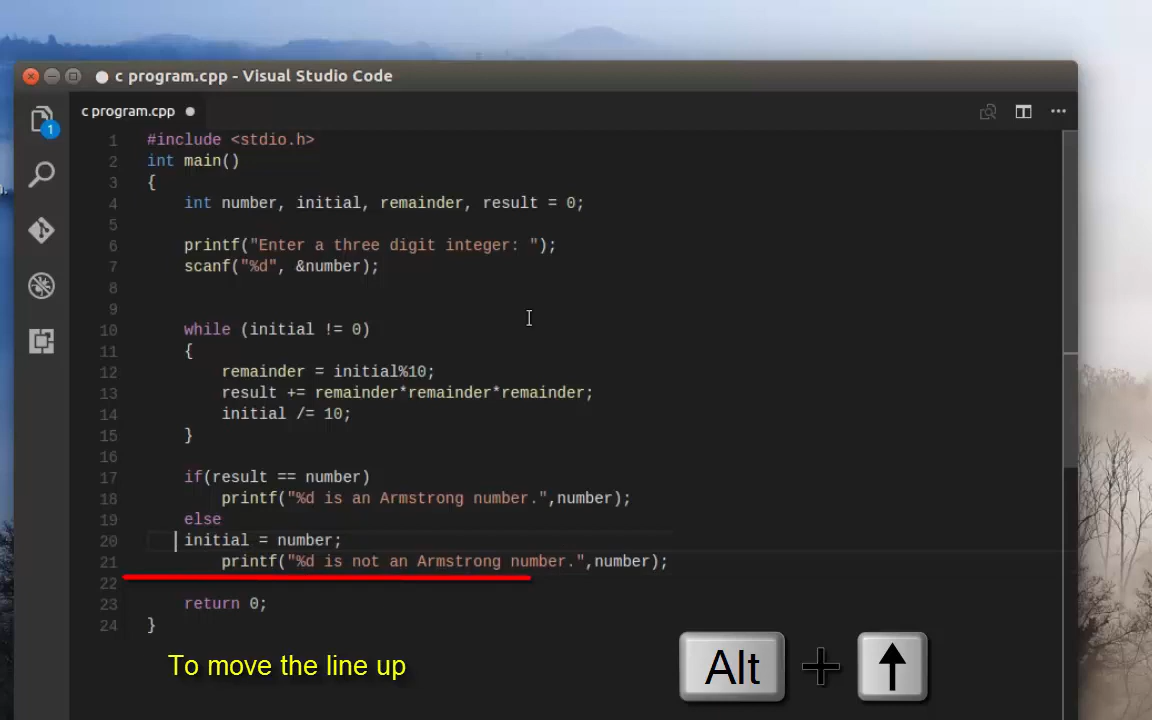 c program.cpp - Visual Studio Code
c program.cpp
1
1 #include <stdio.h>
2 int main()
3 {
4 int number, initial, remainder, result = 0;
5
6 printf("Enter a three digit integer: ");
7 scanf("%d", &number);
8
9
10 while (initial != 0)
11 {
12 remainder = initial%10;
13 result += remainder*remainder*remainder;
14 initial /= 10;
15 }
16
17 if(result == number)
18 printf("%d is an Armstrong number.",number);
19 else
20 initial = number;
21 printf("%d is not an Armstrong number.",number);
22
23 return 0;
24 }
To move the line up
Alt + ↑